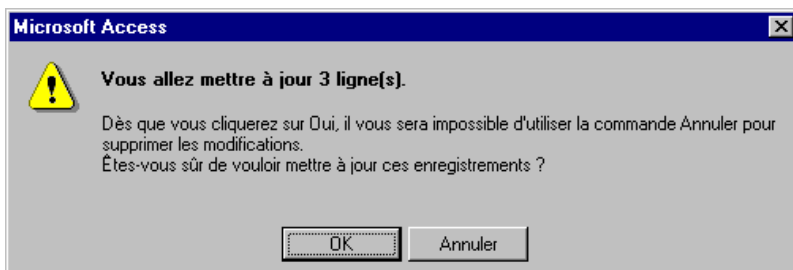 Microsoft Access
Vous allez mettre à jour 3 ligne(s).
Dès que vous cliquerez sur Oui, il vous sera impossible d'utiliser la commande Annuler pour
supprimer les modifications.
Êtes-vous sûr de vouloir mettre à jour ces enregistrements ?
OK
Annuler